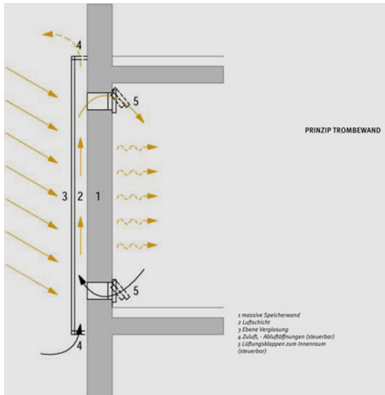 4
5
PRINZIP TROMBEWAND
3 2 1
5
4
1 massive Speicherwand
2 Luftschicht
3 Ebene Verglasung
4 Zuluft, - Abluftöffnungen (steuerbar)
5 Lüftungsklappen zum Innenraum
(steuerbar)